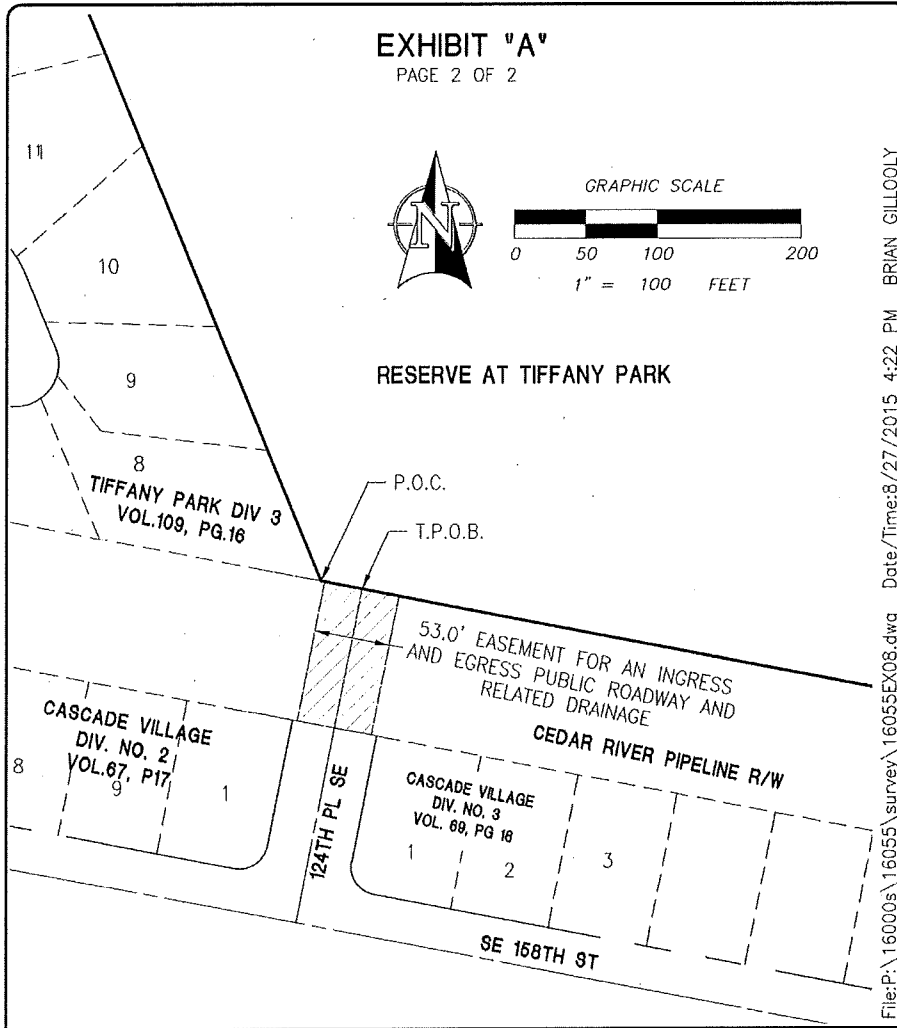 EXHIBIT "A"
PAGE 2 OF 2
11
10
9
8
N
GRAPHIC SCALE
0 50 100 200
1" = 100 FEET
RESERVE AT TIFFANY PARK
TIFFANY PARK DIV 3
VOL.109, PG.16
P.O.C.
T.P.O.B.
53.0' EASEMENT FOR AN INGRESS
AND EGRESS PUBLIC ROADWAY AND
RELATED DRAINAGE
CEDAR RIVER PIPELINE R/W
CASCADE VILLAGE
DIV. NO. 2
VOL.67, P17
8
9
1
124TH PL SE
CASCADE VILLAGE
DIV. NO. 3
VOL. 69, PG 16
1
2
3
SE 158TH ST
File:P:\16000s\16055\survey\16055EX08.dwg Date/Time:8/27/2015 4:22 PM BRIAN GILLOOLY